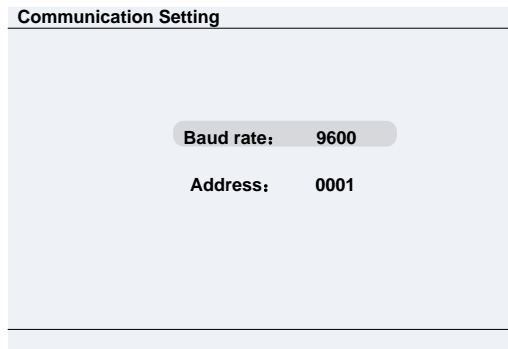 Communication Setting
Baud rate： 9600
Address： 0001